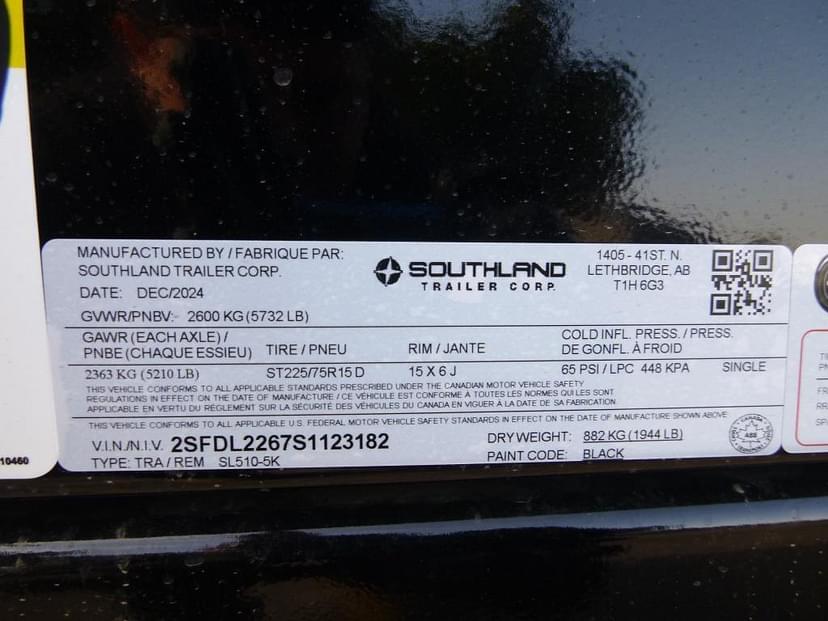 MANUFACTURED BY / FABRIQUE PAR:
SOUTHLAND TRAILER CORP.
DATE: DEC/2024
GVWR/PNBV: 2600 KG (5732 LB)
SOUTHLAND
TRAILER CORP.
1405 - 41ST. N.
LETHBRIDGE, AB
T1H 6G3
GAWR (EACH AXLE) /
PNBE (CHAQUE ESSIEU) TIRE / PNEU RIM / JANTE
COLD INFL. PRESS. / PRESS.
DE GONFL. À FROID
2363 KG (5210 LB) ST225/75R15 D 15 X 6 J 65 PSI / LPC 448 KPA SINGLE
THIS VEHICLE CONFORMS TO ALL APPLICABLE STANDARDS PRESCRIBED UNDER THE CANADIAN MOTOR VEHICLE SAFETY
REGULATIONS IN EFFECT ON THE DATE OF MANUFACTURE / CE VÉHICULE EST CONFORME À TOUTES LES NORMES QUI LUI SONT
APPLICABLE EN VERTU DU RÈGLEMENT SUR LA SÉCURITÉ DES VÉHICULES DU CANADA EN VIGUER À LA DATE DE SA FABRICATION
THIS VEHICLE CONFORMS TO ALL APPLICABLE U.S. FEDERAL MOTOR VEHICLE SAFETY STANDARDS IN EFFECT ON THE DATE OF MANUFACTURE SHOWN ABOVE
V.I.N./N.I.V. 2SFDL2267S1123182 DRY WEIGHT: 882 KG (1944 LB)
TYPE: TRA / REM SL510-5K PAINT CODE: BLACK
CANADA
10460